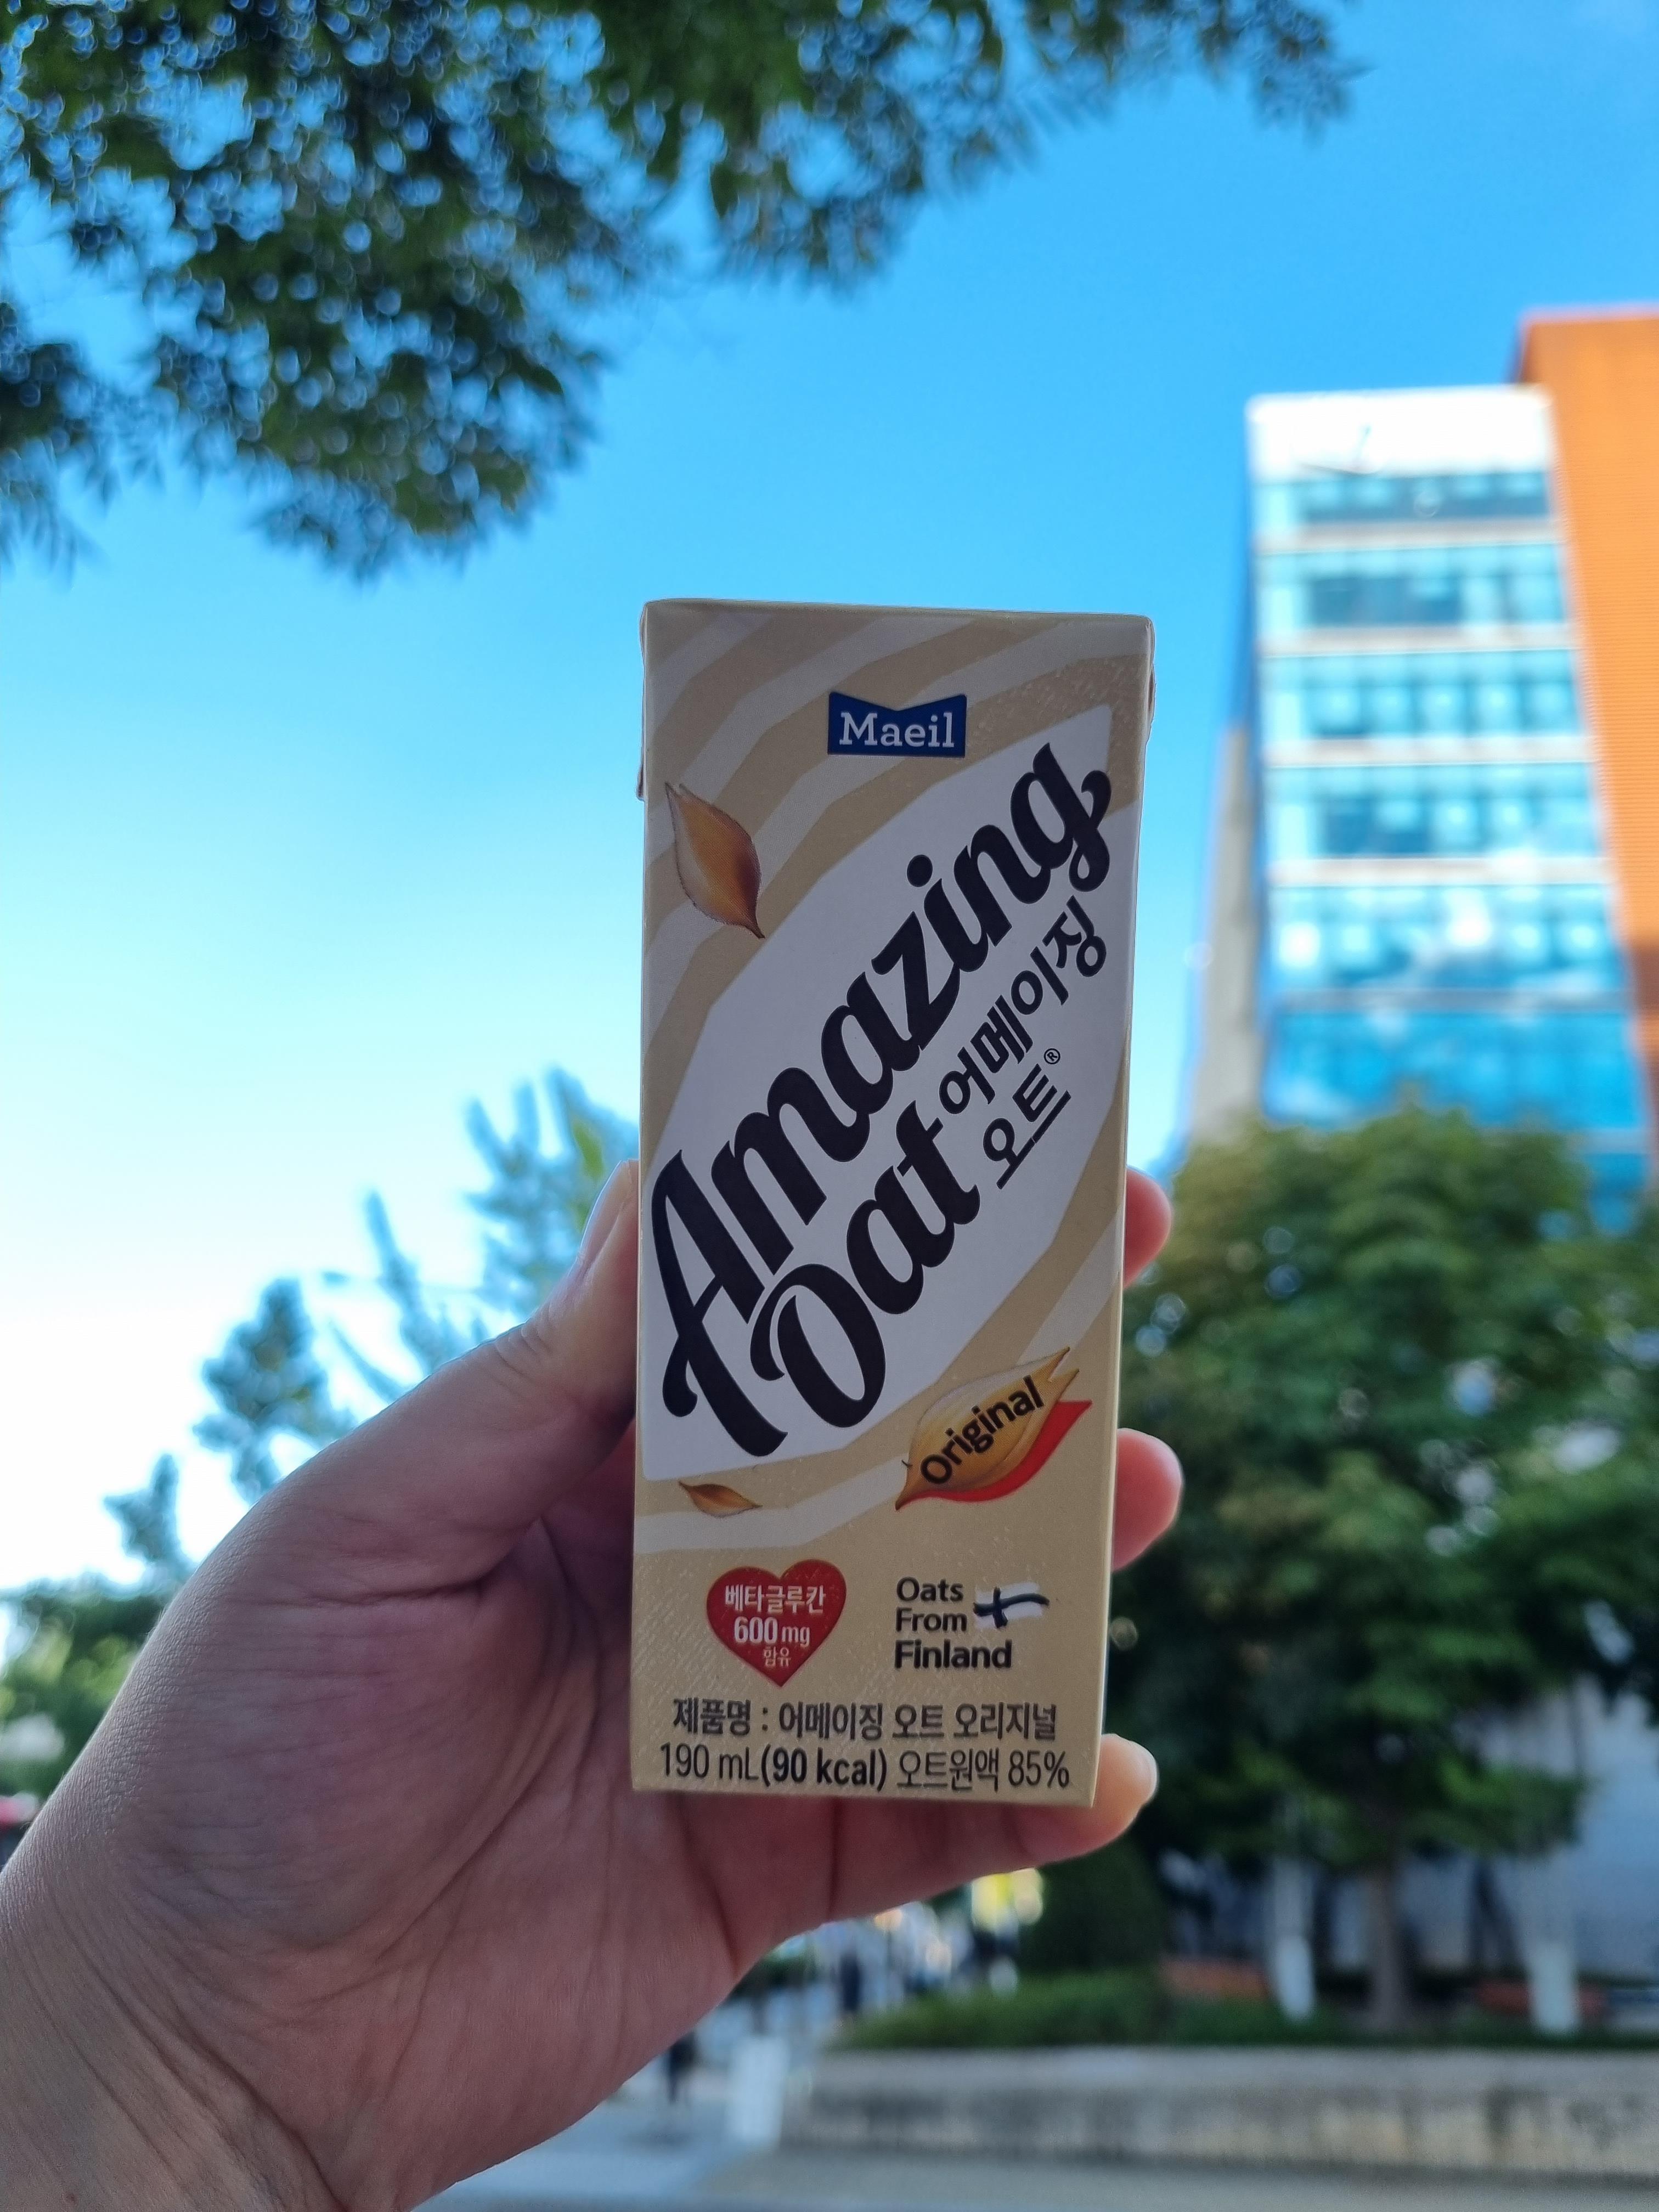 Maeil
Amazing
Oat
어메이징
오트®
Original
베타글루칸
600 mg
함유
Oats
From
Finland
제품명 : 어메이징 오트 오리지널
190 mL(90 kcal) 오트원액 85%